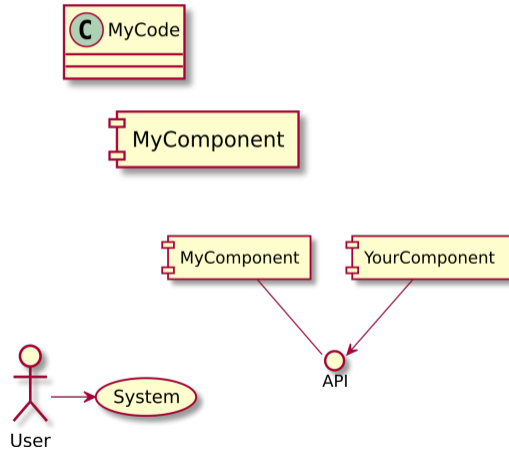 C MyCode
MyComponent
MyComponent
YourComponent
API
System
User